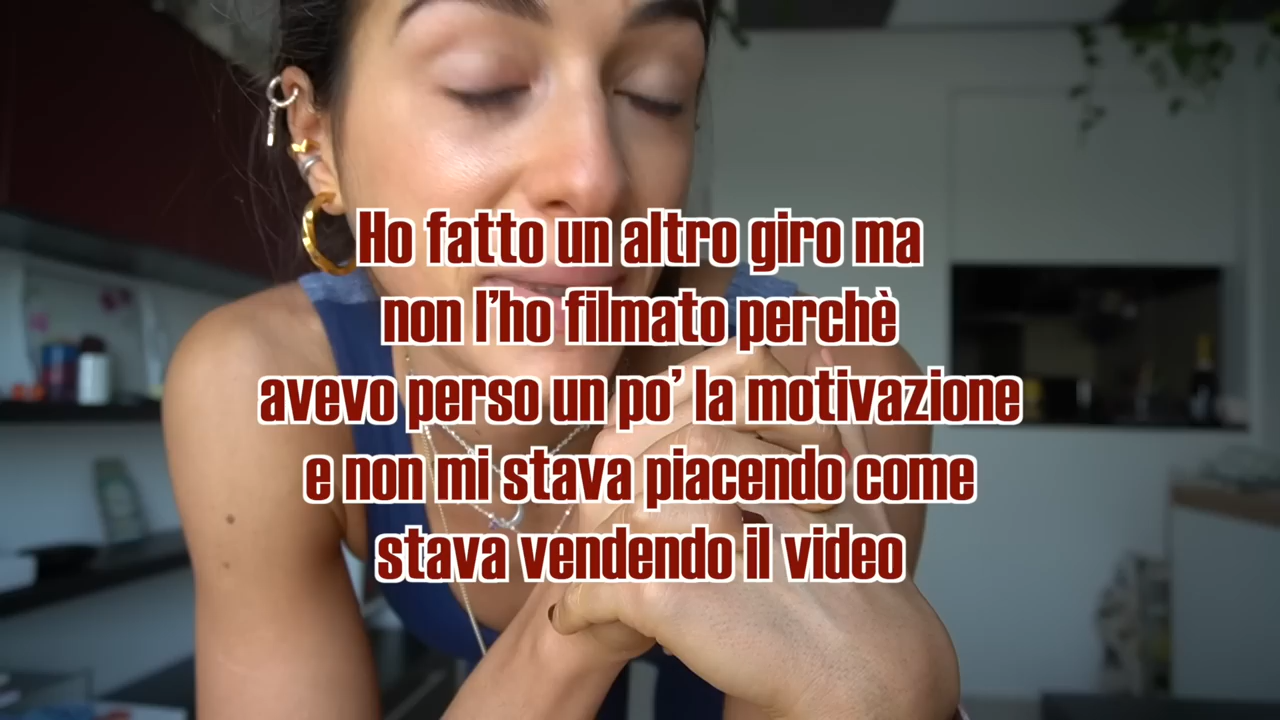 Ho fatto un altro giro ma
non l’ho filmato perchè
avevo perso un po’ la motivazione
e non mi stava piacendo come
stava vendendo il video